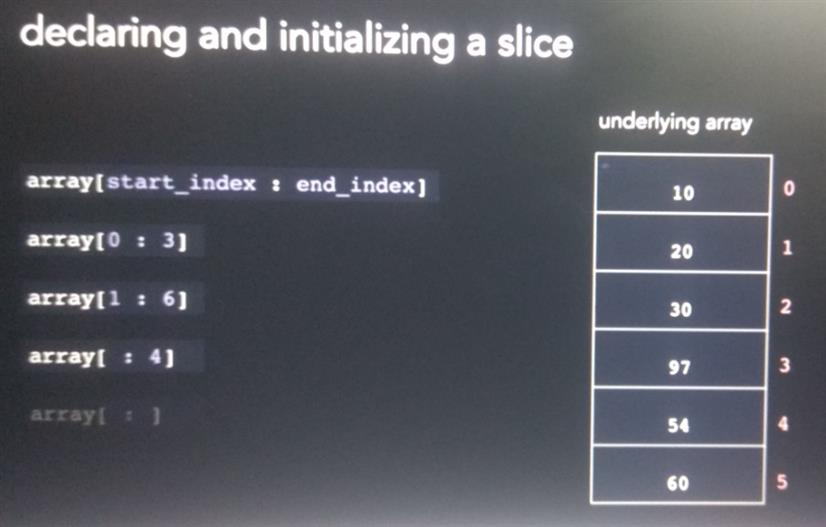 declaring and initializing a slice
underlying array
array[start_index : end_index]
array[0 : 3]
array[1 : 6]
array[ : 4]
array[ : ]
10 0
20 1
30 2
97 3
54 4
60 5